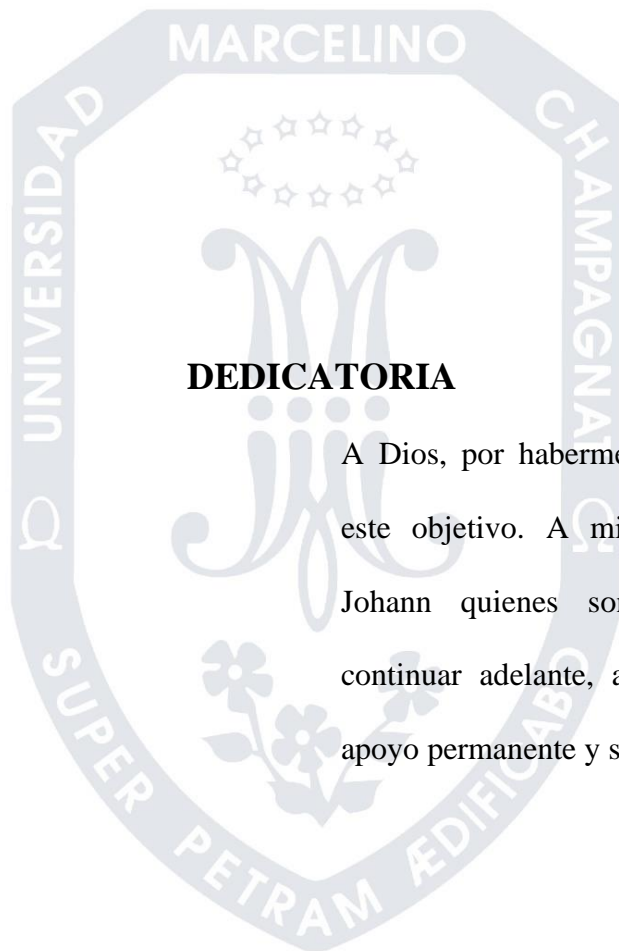 MARCELINO
UNIVERSIDAD
CHAMPAGNAT
DEDICATORIA
A Dios, por haberme
este objetivo. A mi
Johann quienes
continuar adelante,
apoyo permanente y
Ω Ω
SUPER PETRAM ÆDIFICABO